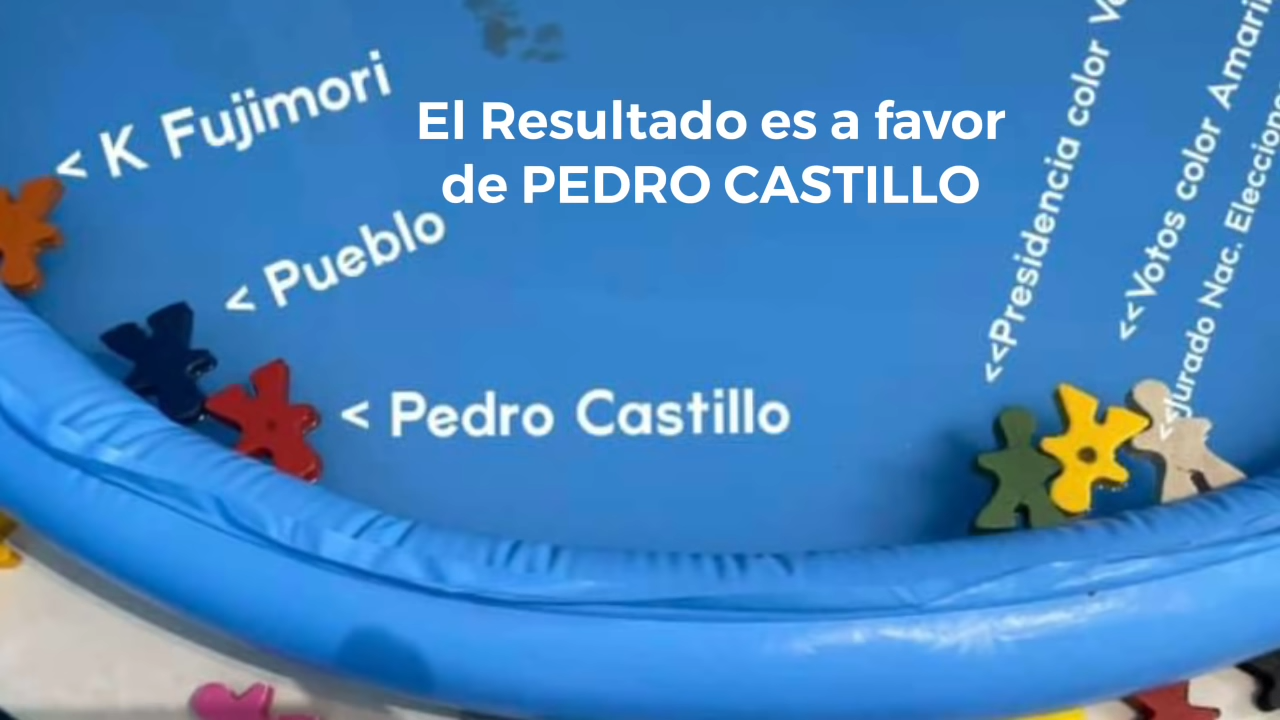 < K Fujimori
El Resultado es a favor
de PEDRO CASTILLO
< Pueblo
< Pedro Castillo
<<Presidencia color
<<Votos color
<<Jurado Nac.